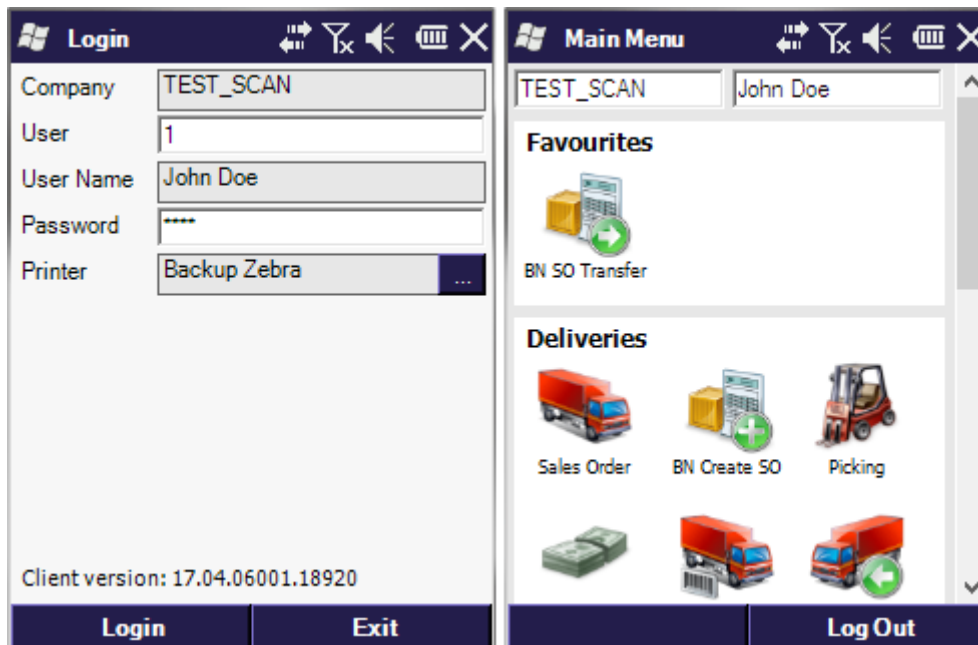 Login
Company TEST_SCAN
User 1
User Name John Doe
Password ****
Printer Backup Zebra ...
Client version: 17.04.06001.18920
Login Exit
Main Menu
TEST_SCAN John Doe
Favourites
BN SO Transfer
Deliveries
Sales Order BN Create SO Picking
Log Out